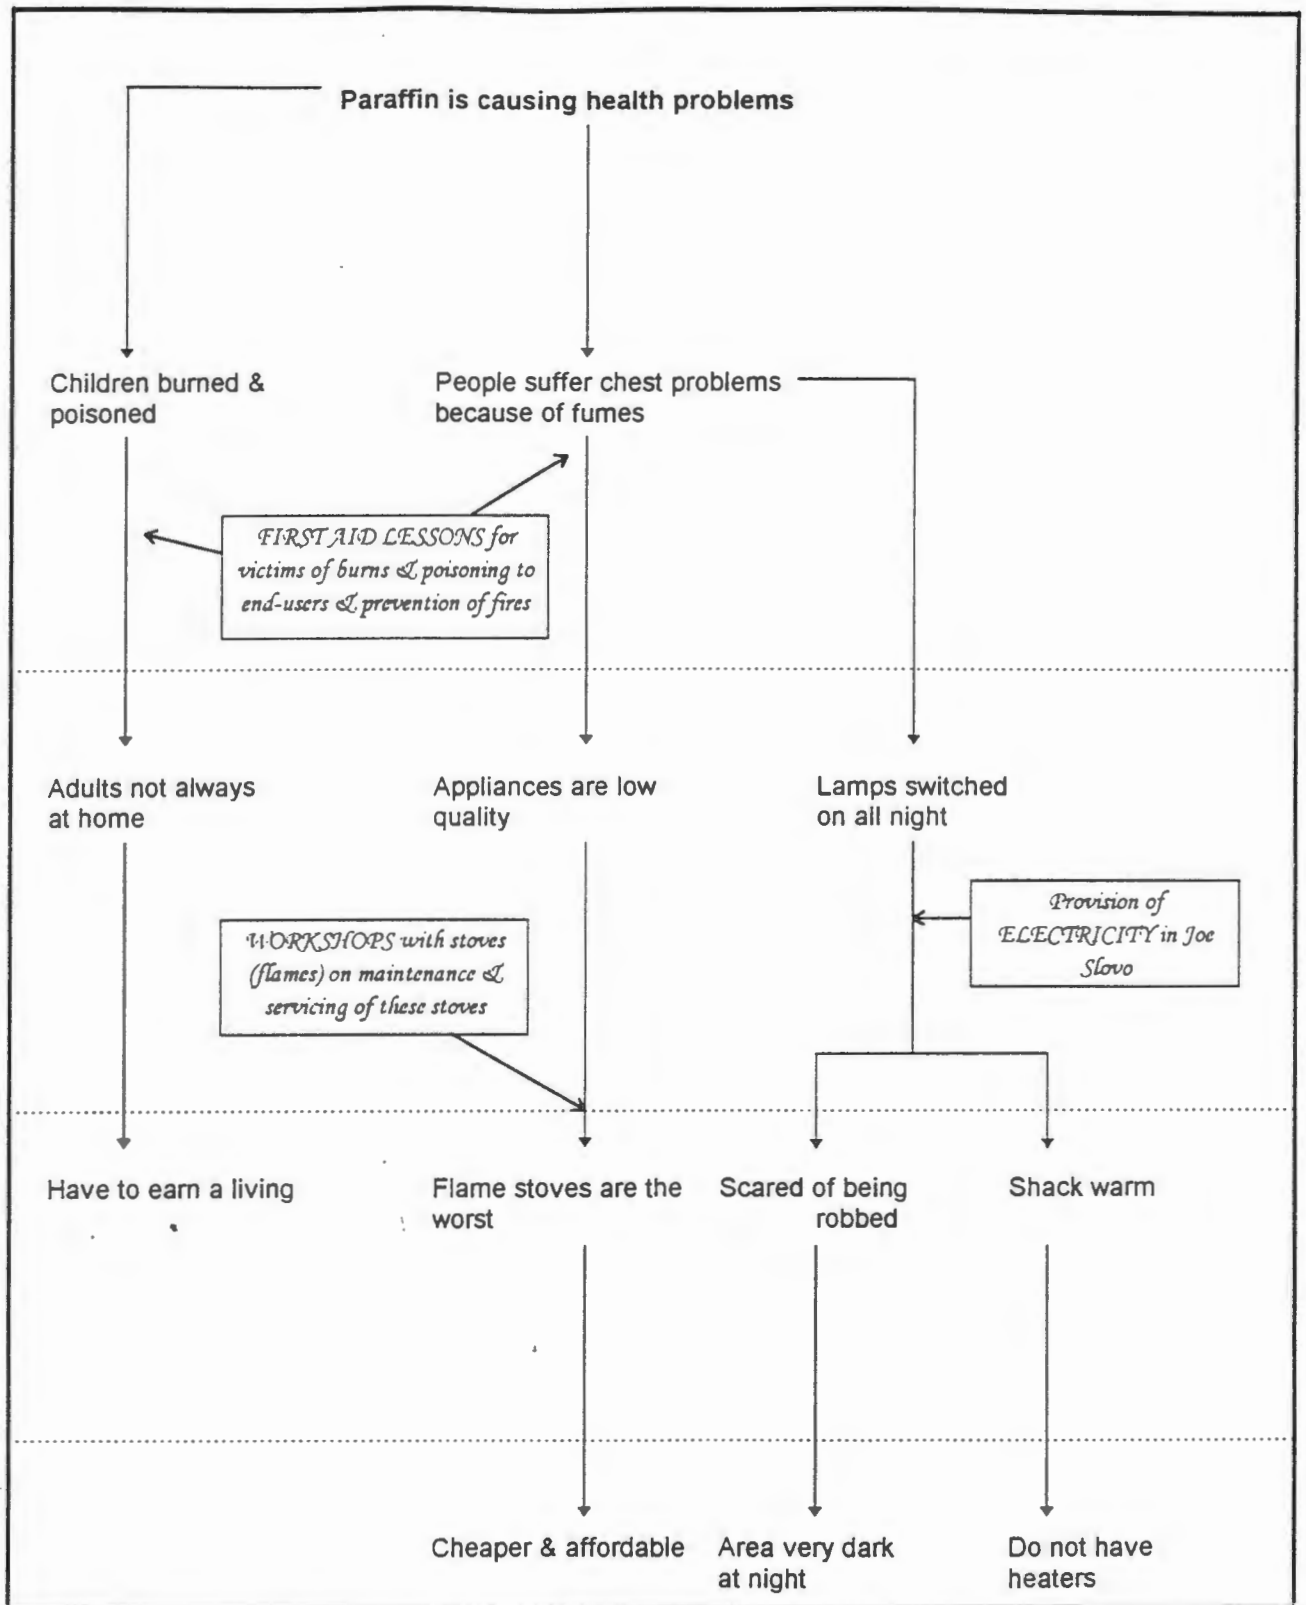 Paraffin is causing health problems
Children burned &
poisoned
People suffer chest problems
because of fumes
FIRST AID LESSONS for
victims of burns & poisoning to
end-users & prevention of fires
Adults not always
at home
Appliances are low
quality
Lamps switched
on all night
Provision of
ELECTRICITY in Joe
Slovo
WORKSHOPS with stoves
(flames) on maintenance &
servicing of these stoves
Have to earn a living
Flame stoves are the
worst
Scared of being
robbed
Shack warm
Cheaper & affordable
Area very dark
at night
Do not have
heaters